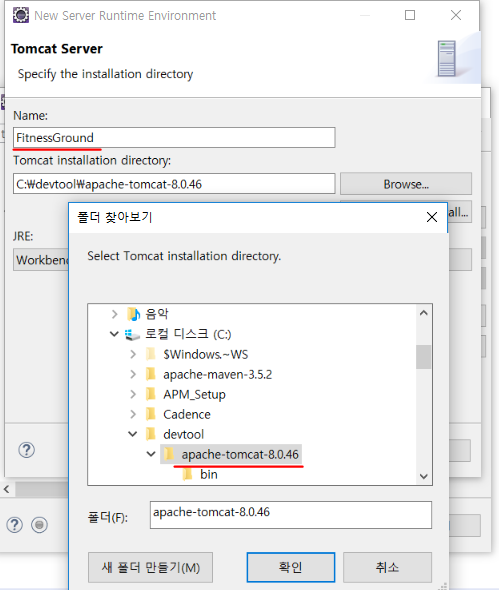 New Server Runtime Environment
Tomcat Server
Specify the installation directory
Name:
FitnessGround
Tomcat installation directory:
C:₩devtool₩apache-tomcat-8.0.46
Browse...
all...
JRE:
Workbenc
폴더 찾아보기
Select Tomcat installation directory.
음악
로컬 디스크 (C:)
$Windows.~WS
apache-maven-3.5.2
APM_Setup
Cadence
devtool
apache-tomcat-8.0.46
bin
폴더(F):
apache-tomcat-8.0.46
새 폴더 만들기(M)
확인
취소